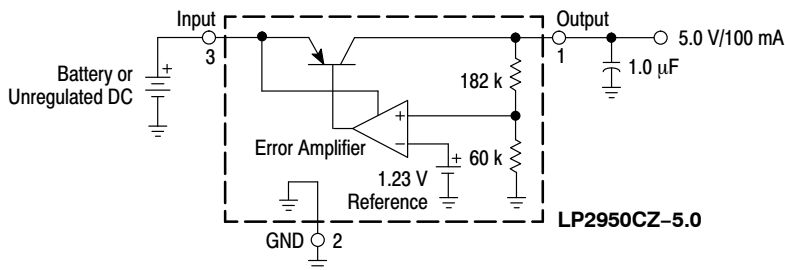 Input
3
Output
1
5.0 V/100 mA
1.0 µF
Battery or
Unregulated DC
+
182 k
Error Amplifier
+
−
60 k
+
1.23 V
Reference
GND 2
LP2950CZ−5.0